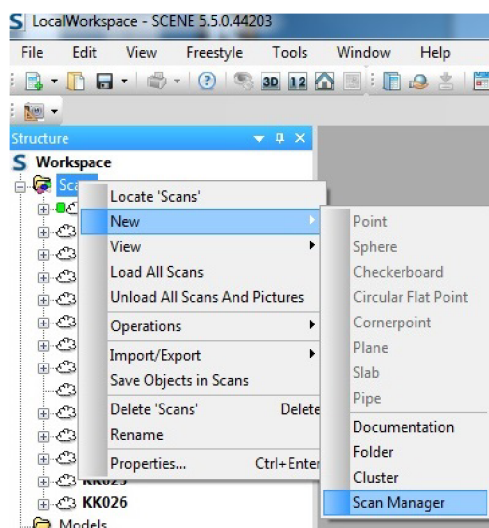 S LocalWorkspace - SCENE 5.5.0.44203
File Edit View Freestyle Tools Window Help
3D 12
Structure
S Workspace
Locate 'Scans'
New
View
Load All Scans
Unload All Scans And Pictures
Operations
Import/Export
Save Objects in Scans
Delete 'Scans' Delete
Rename
Properties... Ctrl+Enter
Point
Sphere
Checkerboard
Circular Flat Point
Cornerpoint
Plane
Slab
Pipe
Documentation
Folder
Cluster
Scan Manager
KK026
Models